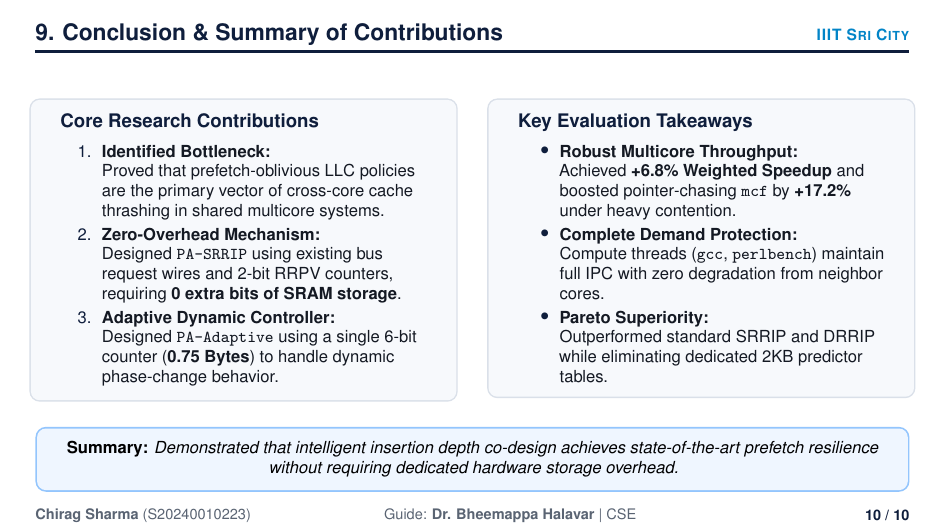 9. Conclusion & Summary of Contributions
IIIT SRI CITY
Core Research Contributions
1. Identified Bottleneck:
Proved that prefetch-oblivious LLC policies
are the primary vector of cross-core cache
thrashing in shared multicore systems.
2. Zero-Overhead Mechanism:
Designed PA-SRRIP using existing bus
request wires and 2-bit RRPV counters,
requiring 0 extra bits of SRAM storage.
3. Adaptive Dynamic Controller:
Designed PA-Adaptive using a single 6-bit
counter (0.75 Bytes) to handle dynamic
phase-change behavior.
Key Evaluation Takeaways
• Robust Multicore Throughput:
Achieved +6.8% Weighted Speedup and
boosted pointer-chasing mcf by +17.2%
under heavy contention.
• Complete Demand Protection:
Compute threads (gcc, perlbench) maintain
full IPC with zero degradation from neighbor
cores.
• Pareto Superiority:
Outperformed standard SRRIP and DRRIP
while eliminating dedicated 2KB predictor
tables.
Summary: Demonstrated that intelligent insertion depth co-design achieves state-of-the-art prefetch resilience
without requiring dedicated hardware storage overhead.
Chirag Sharma (S20240010223)
Guide: Dr. Bheemappa Halavar | CSE
10 / 10